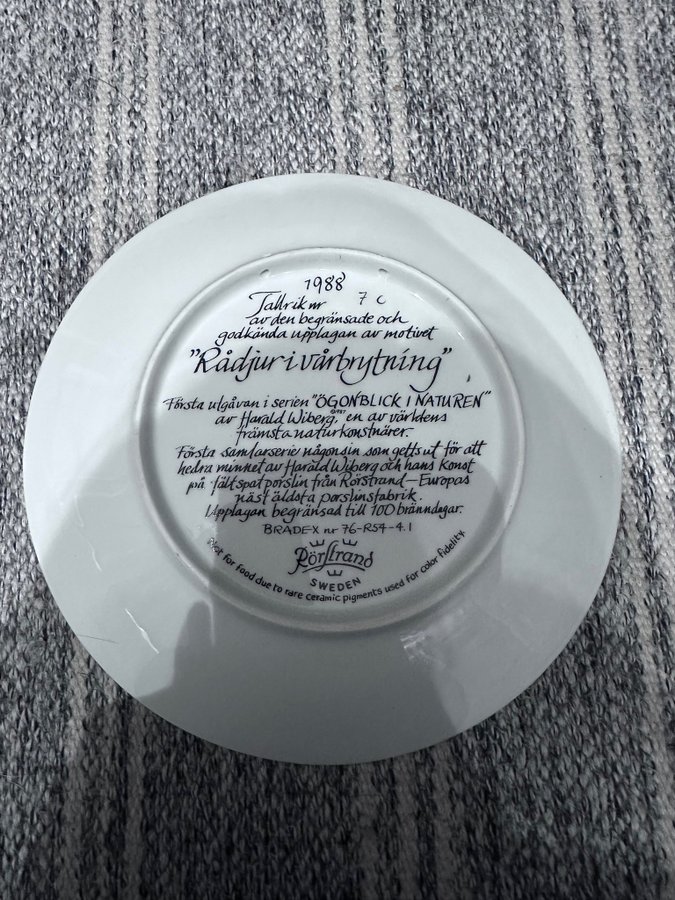 1988
Tallrik nr 7 C
av den begränsade och
godkända upplagan av motivet
"Rådjur i vårbrytning"
Första utgåvan i serien "ÖGONBLICK I NATUREN"
av Harald Wiberg, en av världens
främsta naturkonstnärer.
Första samlarserie någonsin som getts ut för att
hedra minnet av Harald Wiberg och hans konst
på fältspatporslin från Rörstrand – Europas
näst äldsta porslinsfabrik.
Upplagan begränsad till 100 bränndagar.
BRADEX nr 76-R54-4.1
Rörstrand
SWEDEN
Not for food due to rare ceramic pigments used for color fidelity.